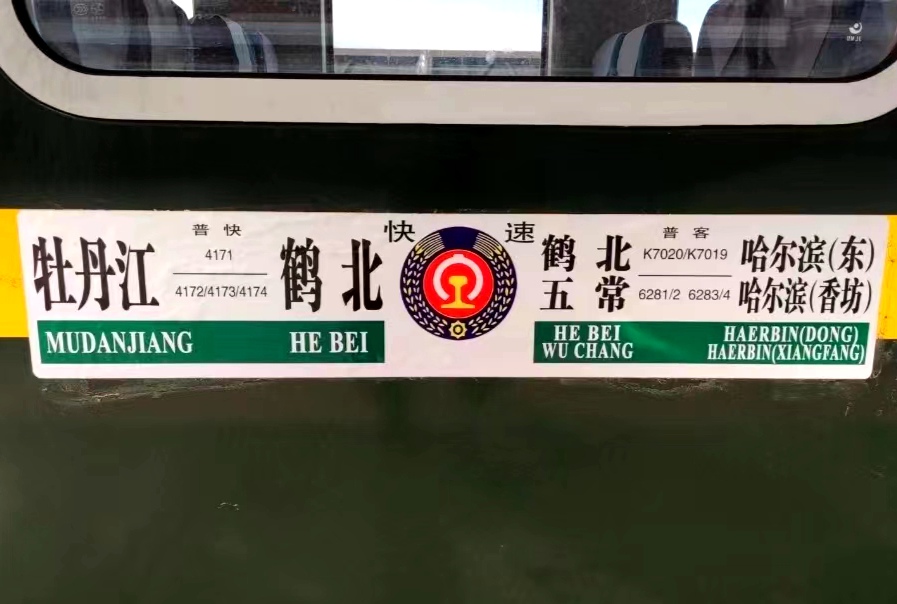 快 速
普 快
牡丹江 4171 鹤 北
4172/4173/4174
MUDANJIANG HE BEI
普 客
鹤 北 K7020/K7019 哈尔滨(东)
五 常 6281/2 6283/4 哈尔滨(香坊)
HE BEI HAERBIN(DONG)
WU CHANG HAERBIN(XIANGFANG)